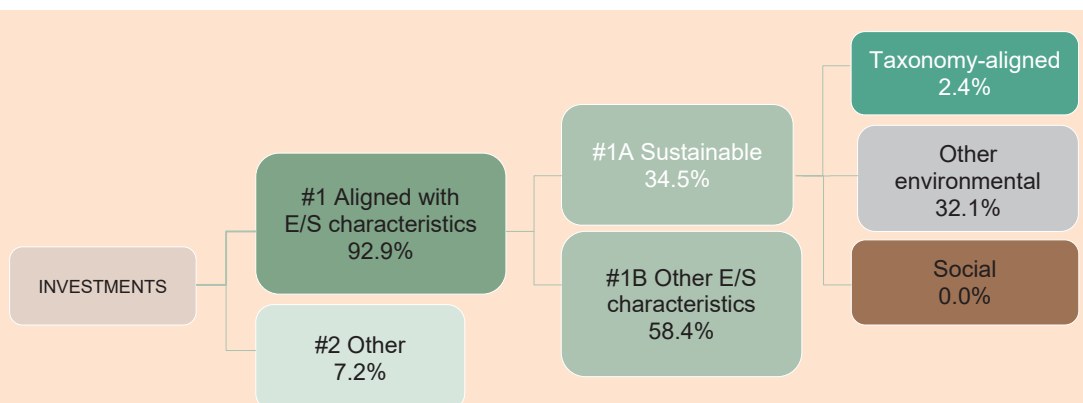 INVESTMENTS
#1 Aligned with
E/S characteristics
92.9%
#2 Other
7.2%
#1A Sustainable
34.5%
#1B Other E/S
characteristics
58.4%
Taxonomy-aligned
2.4%
Other
environmental
32.1%
Social
0.0%